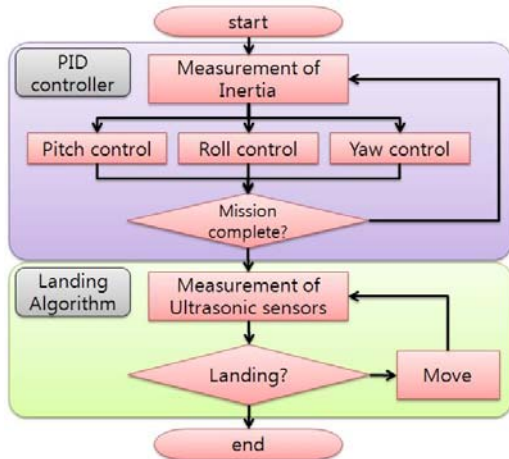 start
PID
controller
Measurement of
Inertia
Pitch control
Roll control
Yaw control
Mission
complete?
Landing
Algorithm
Measurement of
Ultrasonic sensors
Landing?
Move
end